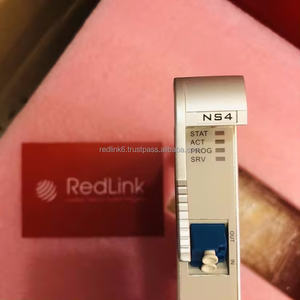 NS4
STAT
ACT
PROG
SRV
OUT
IN
RedLink
redlink6.trustpass.alibaba.com